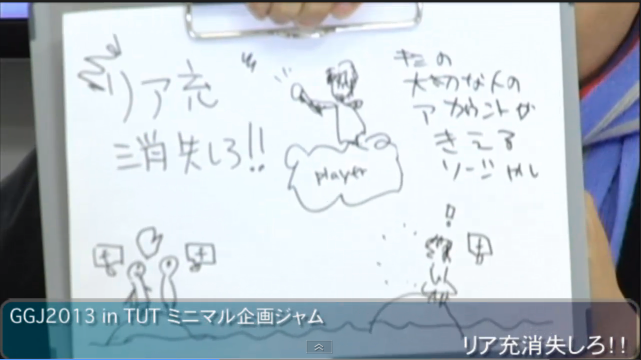 リア充
消失しろ!!
player
キミの
大切な人の
アカウントが
きえる
ソーシャル
f
f
!!
f
GGJ2013 in TUT ミニマル企画ジャム
リア充消失しろ!!